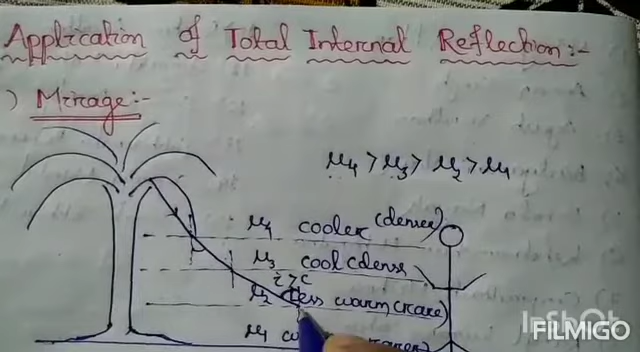 Application of Total Internal Reflection:-
) Mirage:-
μ4 > μ3 > μ2 > μ1
μ4 cooler (denser)
μ3 cool (dense)
i > c
μ2 less warm (rare)
μ1
FILMIGO